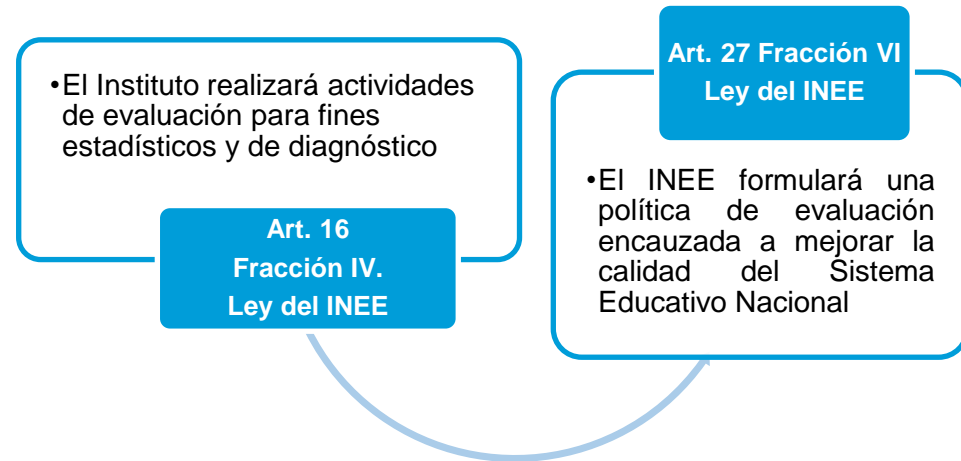 •El Instituto realizará actividades
de evaluación para fines
estadísticos y de diagnóstico
Art. 16
Fracción IV.
Ley del INEE
Art. 27 Fracción VI
Ley del INEE
•El INEE formulará una
política de evaluación
encauzada a mejorar la
calidad del Sistema
Educativo Nacional